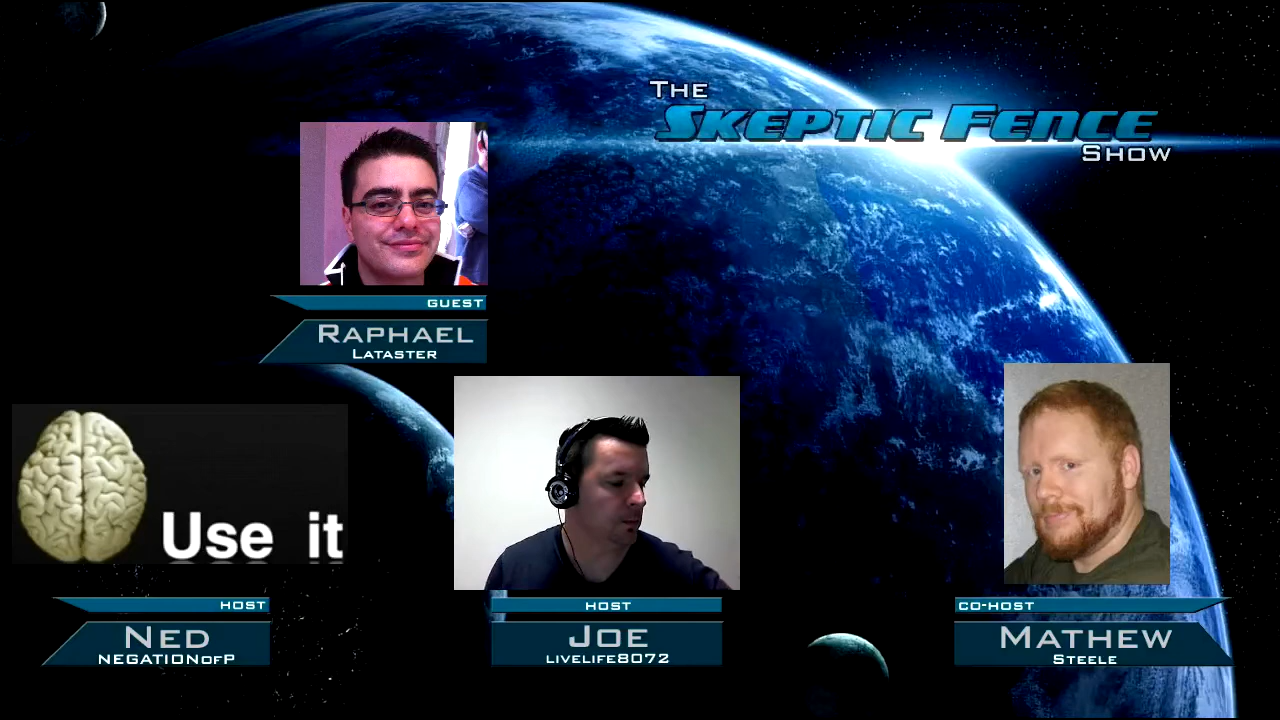 The
Skeptic Fence
Show
Guest
Raphael
Lataster
Use it
Host
Ned
NEGATIONofP
Host
Joe
livelife8072
Co-Host
Mathew
Steele